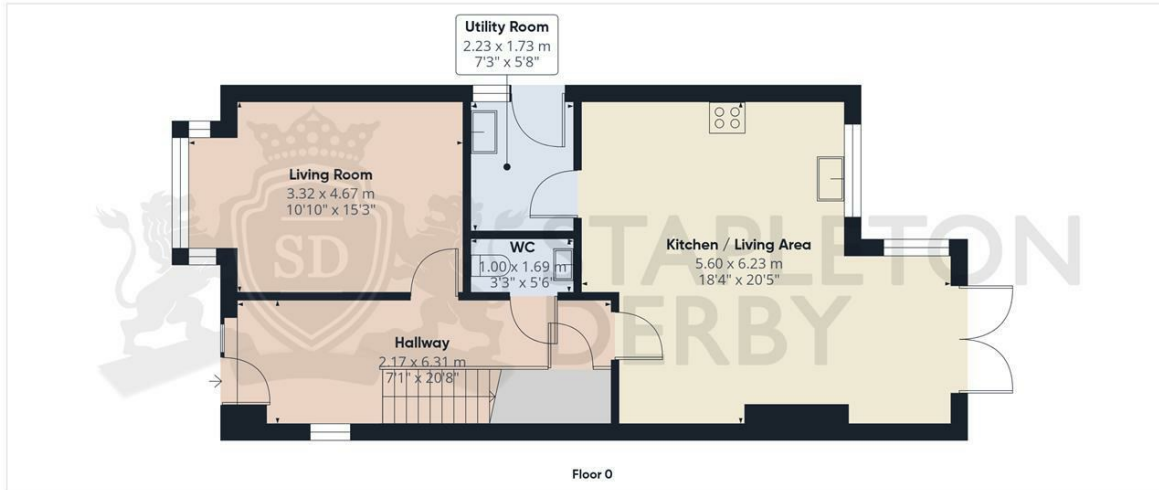 Utility Room
2.23 x 1.73 m
7'3" x 5'8"
Living Room
3.32 x 4.67 m
10'10" x 15'3"
SD
STAPLETON
DERBY
WC
1.00 x 1.69 m
3'3" x 5'6"
Kitchen / Living Area
5.60 x 6.23 m
18'4" x 20'5"
Hallway
2.17 x 6.31 m
7'1" x 20'8"
Floor 0